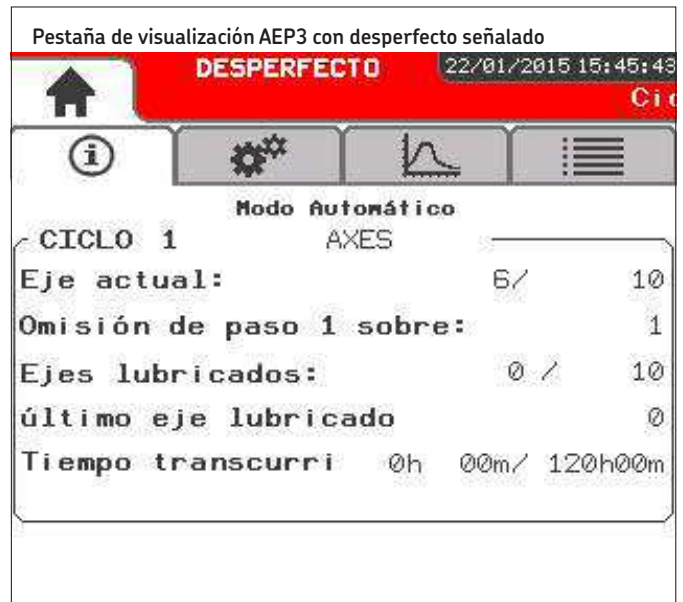 Pestaña de visualización AEP3 con desperfecto señalado
DESPERFECTO 22/01/2015 15:45:43
Cic
Modo Automático
CICLO 1 AXES
Eje actual: 6/ 10
Omisión de paso 1 sobre: 1
Ejes lubricados: 0 / 10
último eje lubricado 0
Tiempo transcurri 0h 00m/ 120h00m